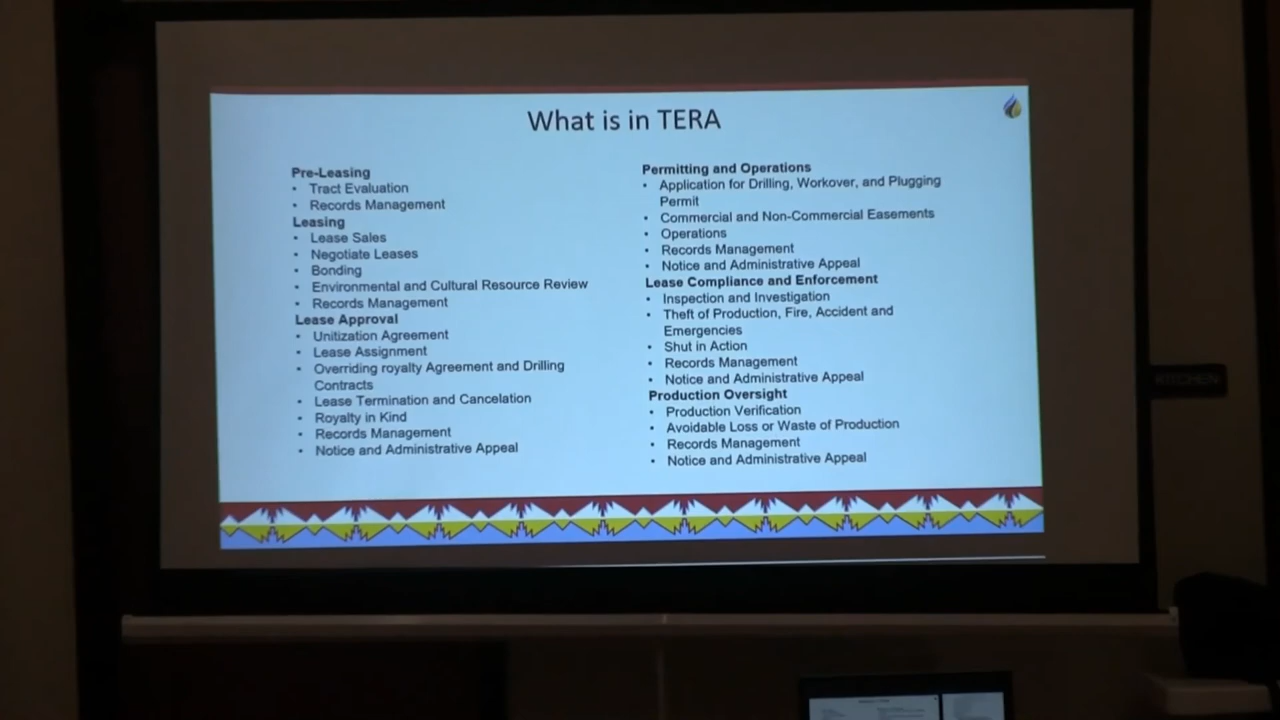 What is in TERA
Pre-Leasing
• Tract Evaluation
• Records Management
Leasing
• Lease Sales
• Negotiate Leases
• Bonding
• Environmental and Cultural Resource Review
• Records Management
Lease Approval
• Unitization Agreement
• Lease Assignment
• Overriding royalty Agreement and Drilling
Contracts
• Lease Termination and Cancelation
• Royalty in Kind
• Records Management
• Notice and Administrative Appeal
Permitting and Operations
• Application for Drilling, Workover, and Plugging
Permit
• Commercial and Non-Commercial Easements
• Operations
• Records Management
• Notice and Administrative Appeal
Lease Compliance and Enforcement
• Inspection and Investigation
• Theft of Production, Fire, Accident and
Emergencies
• Shut in Action
• Records Management
• Notice and Administrative Appeal
Production Oversight
• Production Verification
• Avoidable Loss or Waste of Production
• Records Management
• Notice and Administrative Appeal
KITCHEN